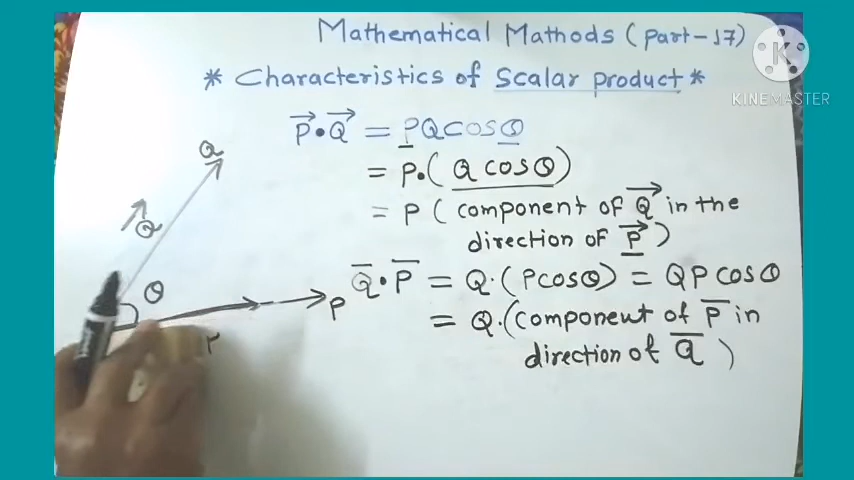 Mathematical Mathods (part-17)
* Characteristics of Scalar product *
K
KINEMASTER
P⃗•Q⃗ = PQcosθ
= P•(Q cosθ)
= P (component of Q⃗ in the
direction of P⃗)
Q̅•P̅ = Q•(Pcosθ) = QPcosθ
= Q•(component of P̅ in
direction of Q̅)
Q
Q⃗
θ
P